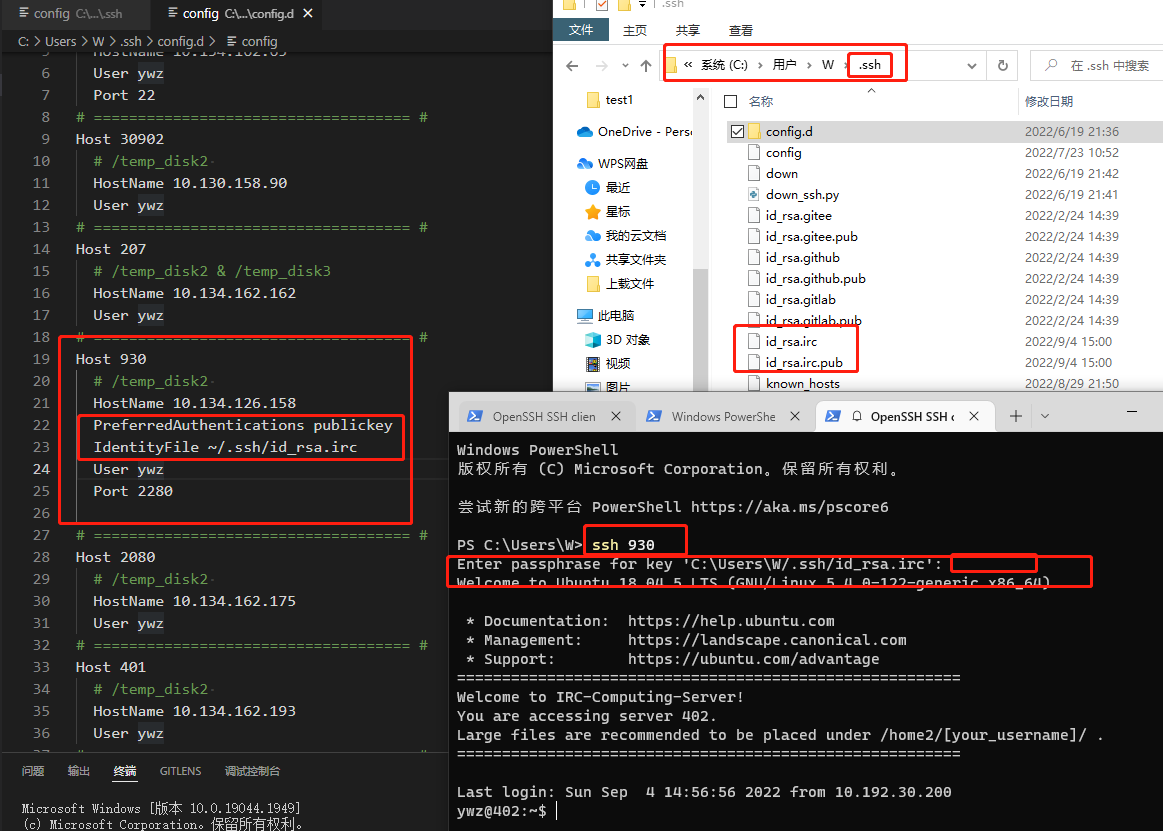 config C:\...\.ssh
config C:\...\config.d
C: > Users > W > .ssh > config.d > config
6 User ywz
7 Port 22
8 # ==================================== #
9 Host 30902
10 # /temp_disk2
11 HostName 10.130.158.90
12 User ywz
13 # ==================================== #
14 Host 207
15 # /temp_disk2 & /temp_disk3
16 HostName 10.134.162.162
17 User ywz
18 # ==================================== #
19 Host 930
20 # /temp_disk2
21 HostName 10.134.126.158
22 PreferredAuthentications publickey
23 IdentityFile ~/.ssh/id_rsa.irc
24 User ywz
25 Port 2280
26
27 # ==================================== #
28 Host 2080
29 # /temp_disk2
30 HostName 10.134.162.175
31 User ywz
32 # ==================================== #
33 Host 401
34 # /temp_disk2
35 HostName 10.134.162.193
36 User ywz
问题 输出 终端 GITLENS 调试控制台
Microsoft Windows [版本 10.0.19044.1949]
(c) Microsoft Corporation。保留所有权利。
.ssh
文件 主页 共享 查看
« 系统 (C:) › 用户 › W › .ssh
在 .ssh 中搜索
test1
OneDrive - Pers
WPS网盘
最近
星标
我的云文档
共享文件夹
上载文件
此电脑
3D 对象
视频
图片
名称 修改日期
config.d 2022/6/19 21:36
config 2022/7/23 10:52
down 2022/6/19 21:42
down_ssh.py 2022/6/19 21:41
id_rsa.gitee 2022/2/24 14:39
id_rsa.gitee.pub 2022/2/24 14:39
id_rsa.github 2022/2/24 14:39
id_rsa.github.pub 2022/2/24 14:39
id_rsa.gitlab 2022/2/24 14:39
id_rsa.gitlab.pub 2022/2/24 14:39
id_rsa.irc 2022/9/4 15:00
id_rsa.irc.pub 2022/9/4 15:00
known_hosts 2022/8/29 21:50
OpenSSH SSH clien
Windows PowerShe
OpenSSH SSH c
Windows PowerShell
版权所有 (C) Microsoft Corporation。保留所有权利。
尝试新的跨平台 PowerShell https://aka.ms/pscore6
PS C:\Users\W> ssh 930
Enter passphrase for key 'C:\Users\W/.ssh/id_rsa.irc':
Welcome to Ubuntu 18.04.5 LTS (GNU/Linux 5.4.0-122-generic x86_64)
* Documentation: https://help.ubuntu.com
* Management: https://landscape.canonical.com
* Support: https://ubuntu.com/advantage
=========================================================
Welcome to IRC-Computing-Server!
You are accessing server 402.
Large files are recommended to be placed under /home2/[your_username]/ .
=========================================================
Last login: Sun Sep 4 14:56:56 2022 from 10.192.30.200
ywz@402:~$